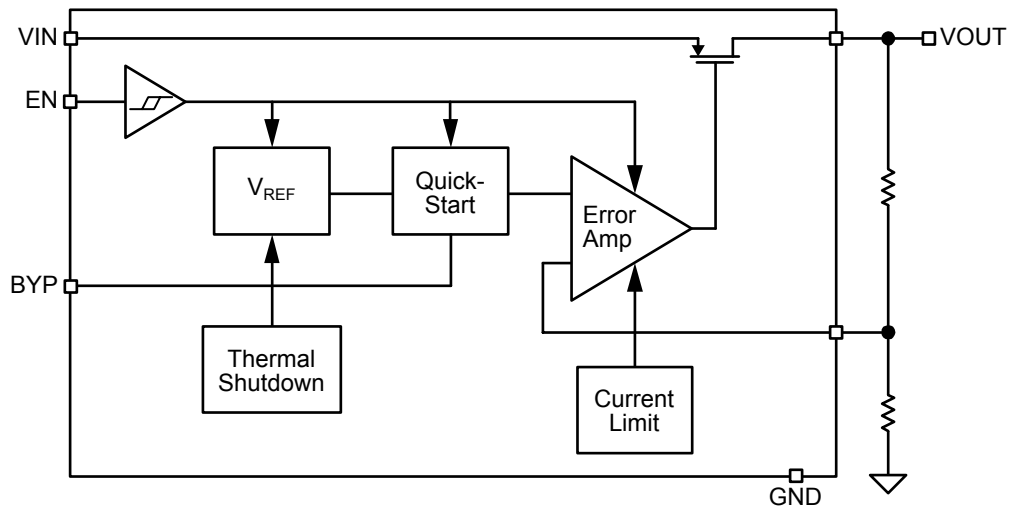 VIN
VOUT
EN
VREF
Quick-
Start
Error
Amp
BYP
Thermal
Shutdown
Current
Limit
GND